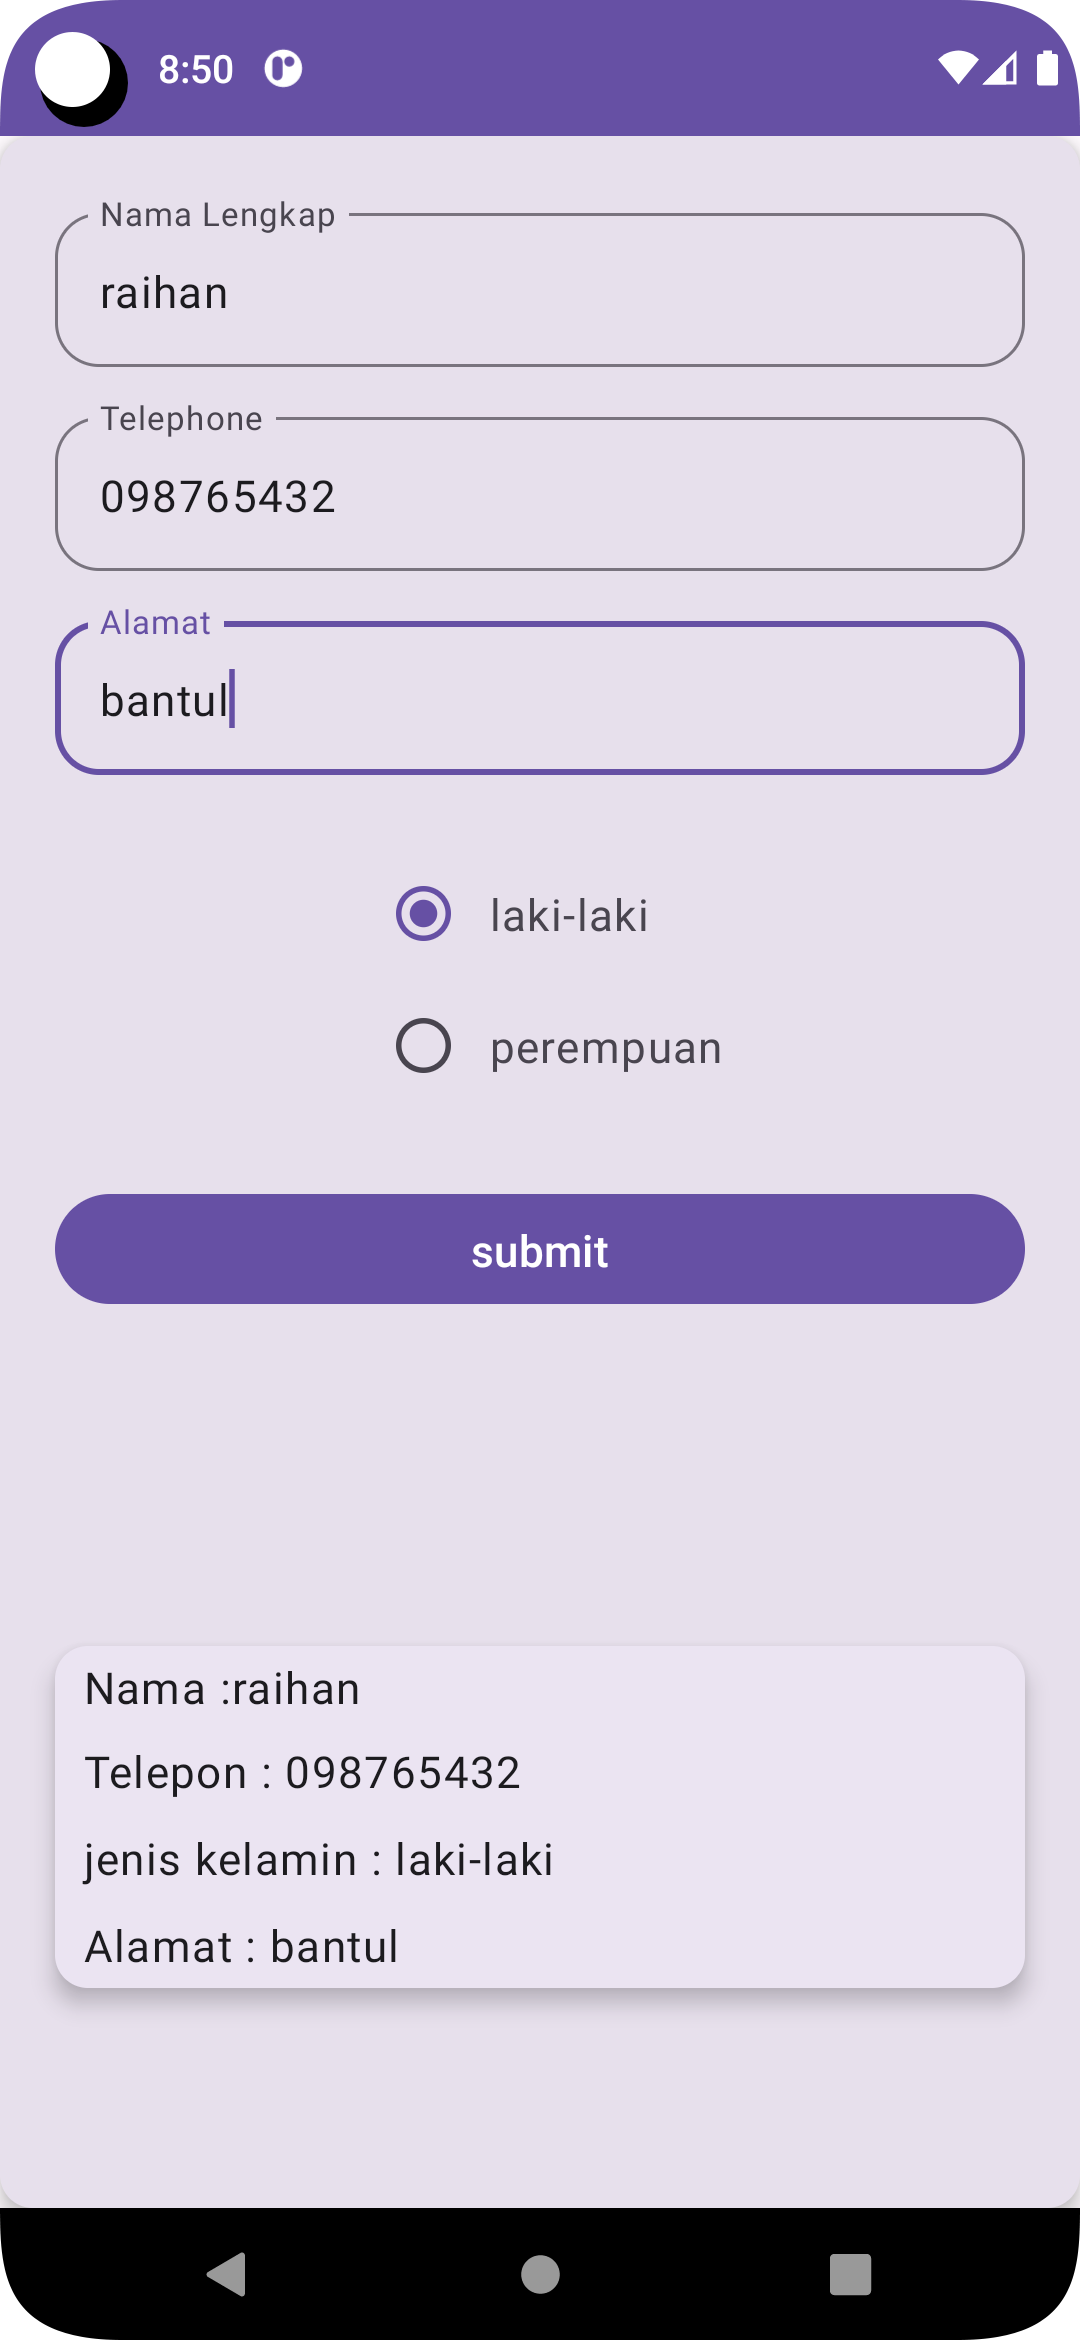 8:50
Nama Lengkap
raihan
Telephone
098765432
Alamat
bantul
laki-laki
perempuan
submit
Nama :raihan
Telepon : 098765432
jenis kelamin : laki-laki
Alamat : bantul